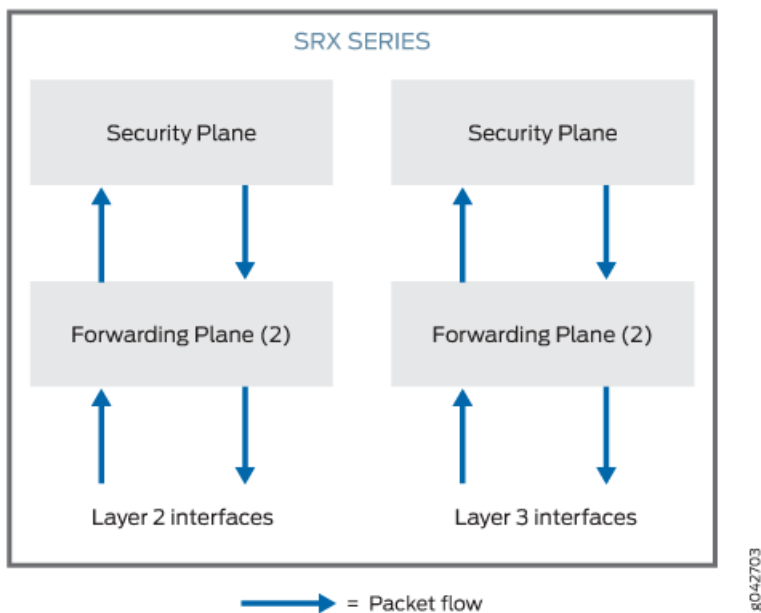 SRX SERIES
Security Plane
Security Plane
Forwarding Plane (2)
Forwarding Plane (2)
Layer 2 interfaces
Layer 3 interfaces
= Packet flow
g042703